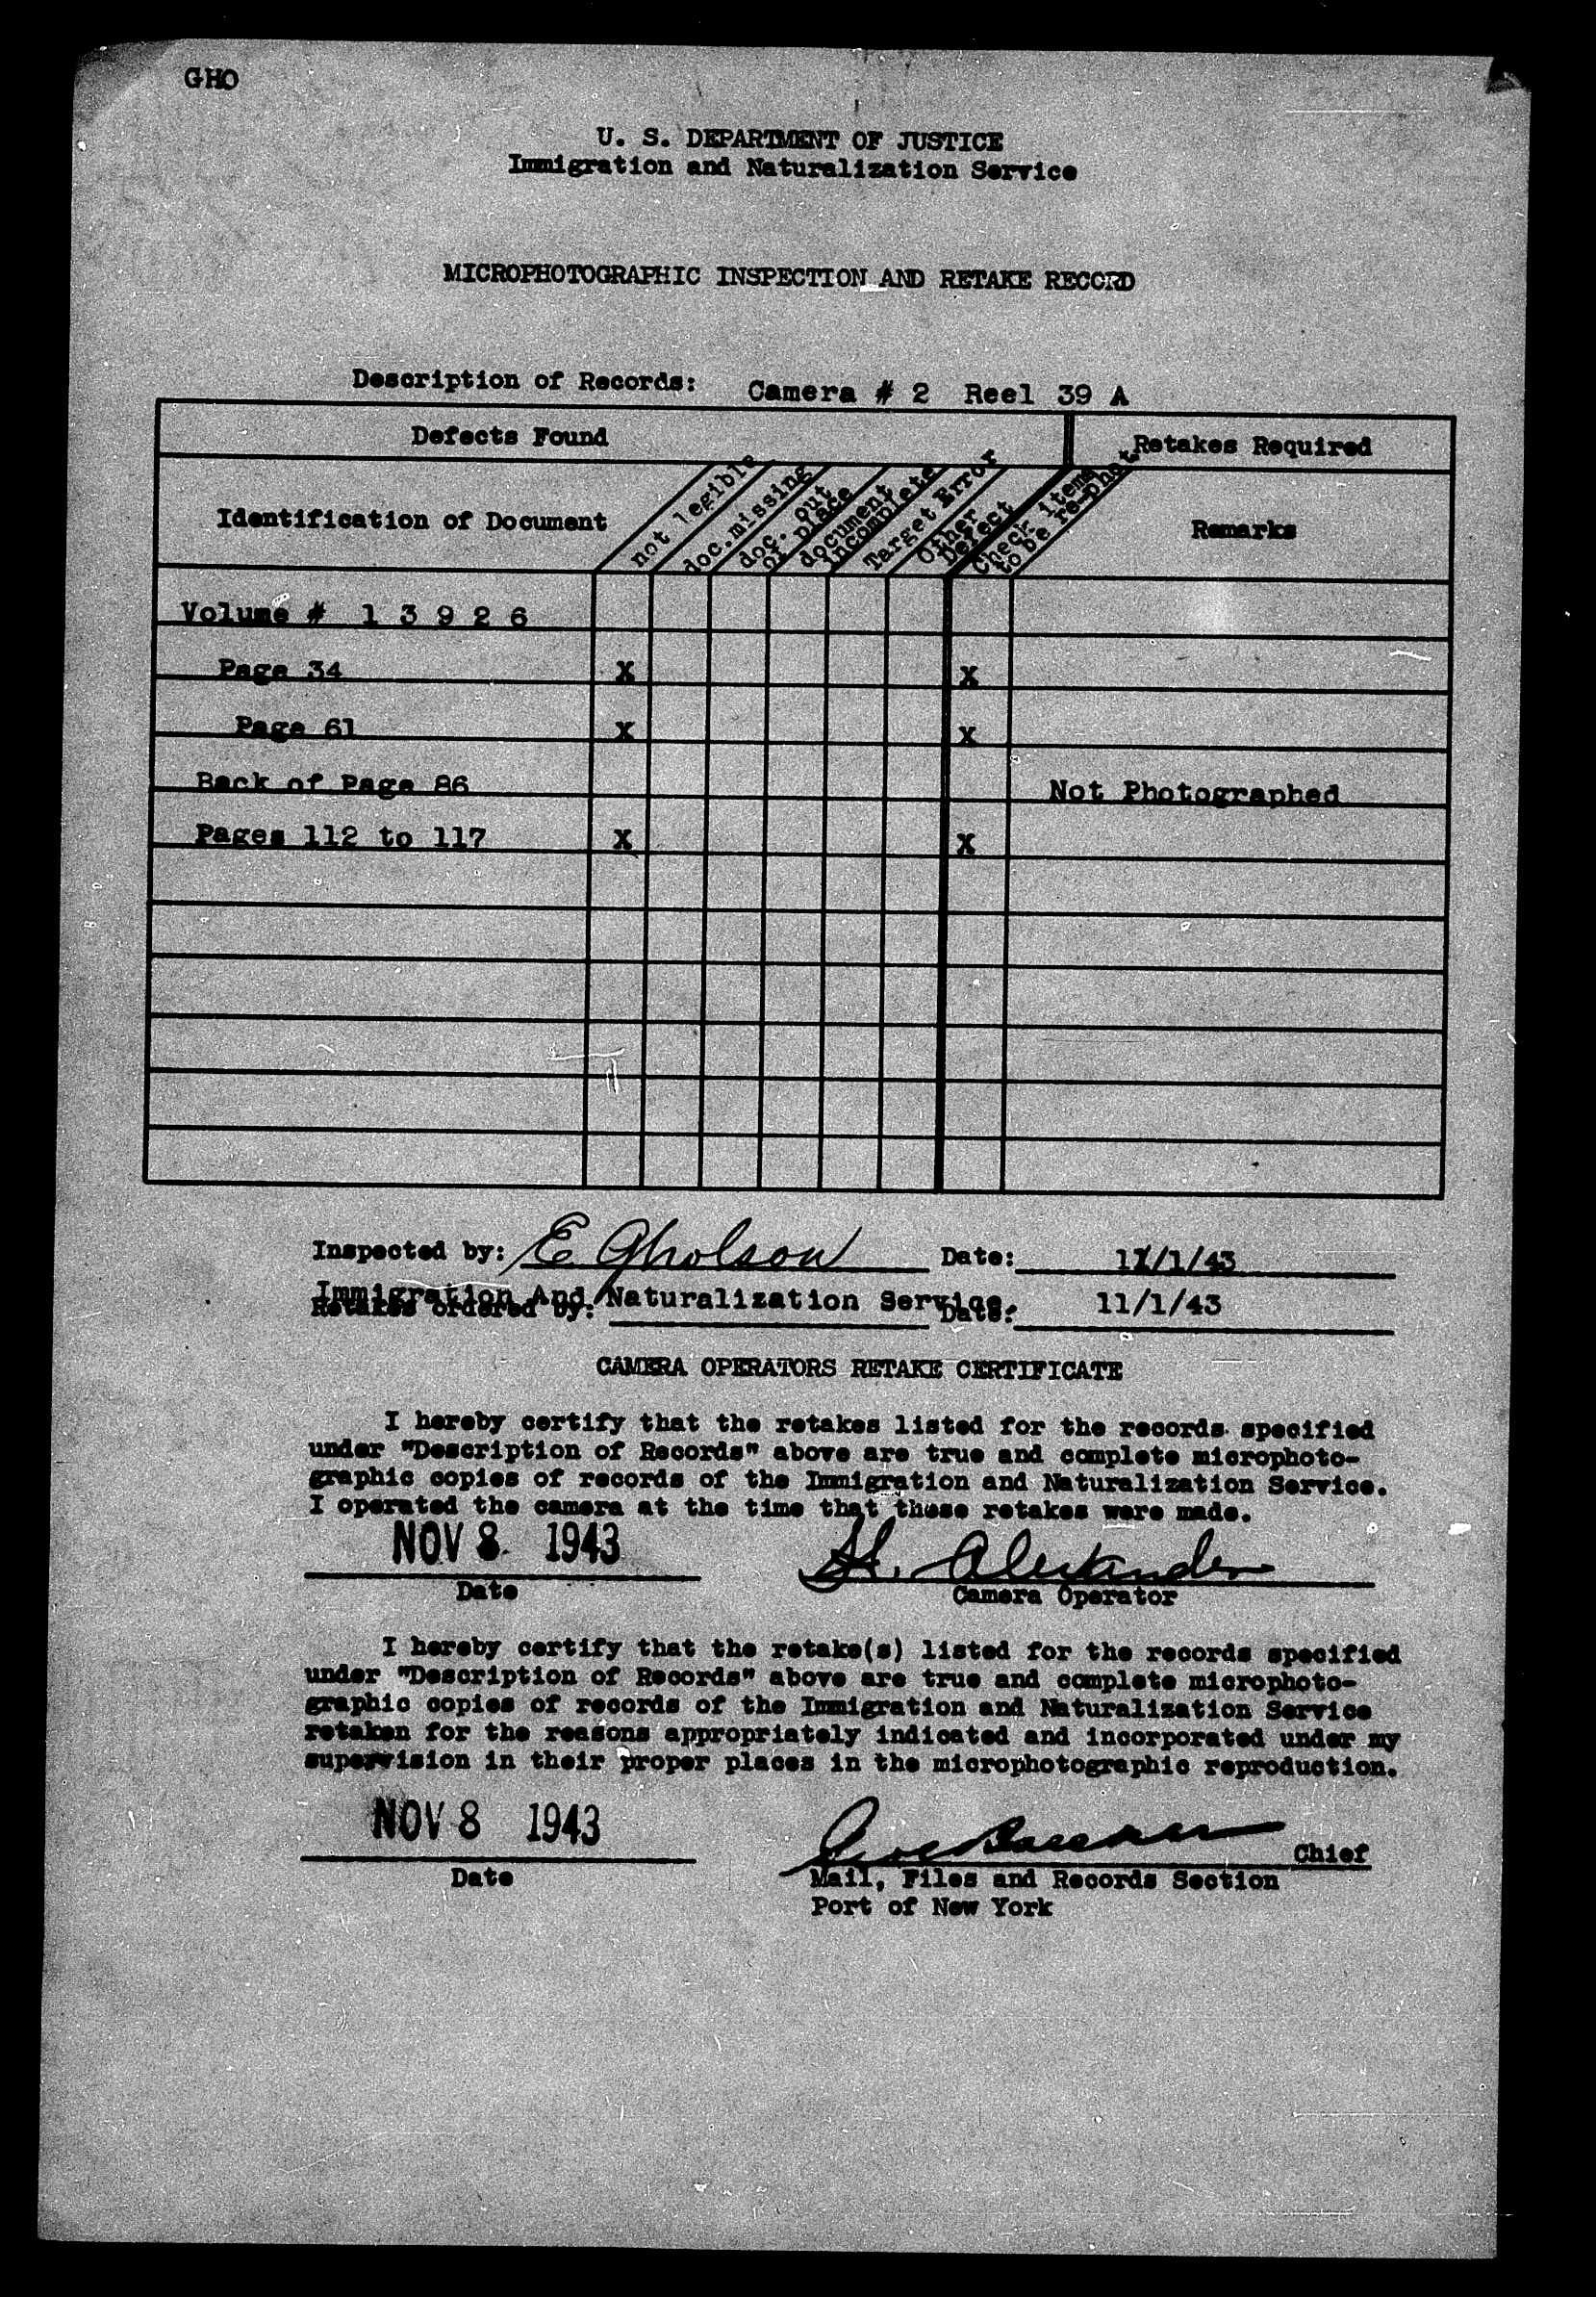 GHO
U. S. DEPARTMENT OF JUSTICE
Immigration and Naturalization Service
MICROPHOTOGRAPHIC INSPECTION AND RETAKE RECORD
Description of Records: Camera # 2 Reel 39 A
Defects Found Retakes Required
Identification of Document not legible doc. missing doc. out of place document incomplete Target Error Other Defect Check items to be re-phot. Remarks
Volume # 1 3 9 2 6
Page 34 X X
Page 61 X X
Back of Page 86 Not Photographed
Pages 112 to 117 X X
Inspected by: E Gholson Date: 11/1/43
Immigration And Naturalization Service.
Retakes ordered by: Date: 11/1/43
CAMERA OPERATORS RETAKE CERTIFICATE
I hereby certify that the retakes listed for the records specified
under "Description of Records" above are true and complete microphoto-
graphic copies of records of the Immigration and Naturalization Service.
I operated the camera at the time that these retakes were made.
NOV 8 1943 H. Alexander
Date Camera Operator
I hereby certify that the retake(s) listed for the records specified
under "Description of Records" above are true and complete microphoto-
graphic copies of records of the Immigration and Naturalization Service
retaken for the reasons appropriately indicated and incorporated under my
supervision in their proper places in the microphotographic reproduction.
NOV 8 1943 Chief
Date Mail, Files and Records Section
Port of New York